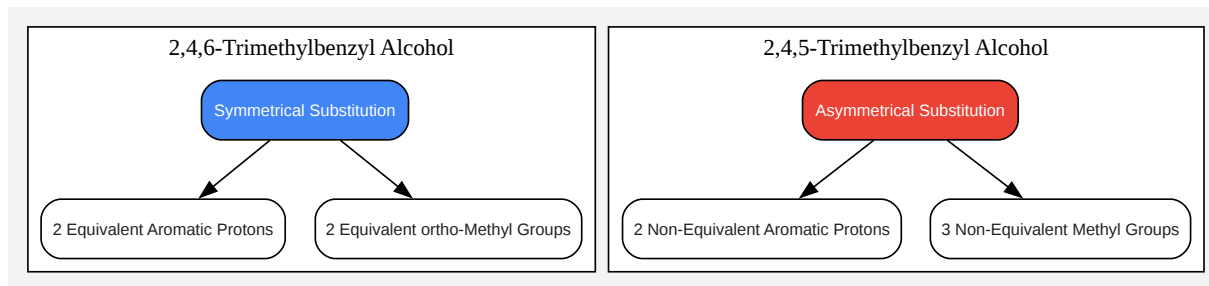 2,4,6-Trimethylbenzyl Alcohol
Symmetrical Substitution
2 Equivalent Aromatic Protons
2 Equivalent ortho-Methyl Groups
2,4,5-Trimethylbenzyl Alcohol
Asymmetrical Substitution
2 Non-Equivalent Aromatic Protons
3 Non-Equivalent Methyl Groups